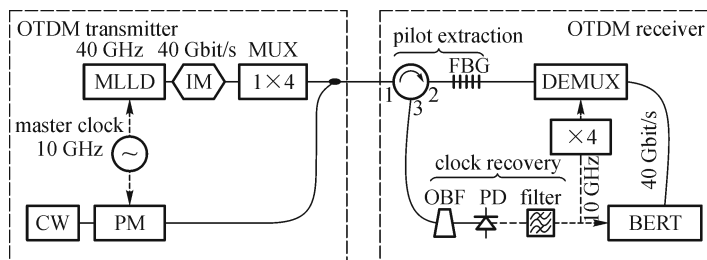 OTDM transmitter
40 GHz 40 Gbit/s MUX
MLLD
IM
1×4
master clock
10 GHz
~
CW
PM
OTDM receiver
pilot extraction
FBG
1
2
3
DEMUX
×4
clock recovery
OBF PD filter
10 GHz
40 Gbit/s
BERT